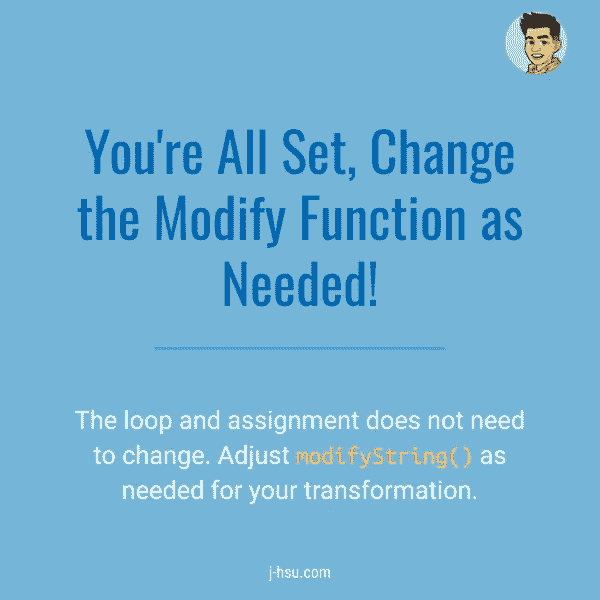 You're All Set, Change
the Modify Function as
Needed!
The loop and assignment does not need
to change. Adjust modifyString() as
needed for your transformation.
j-hsu.com